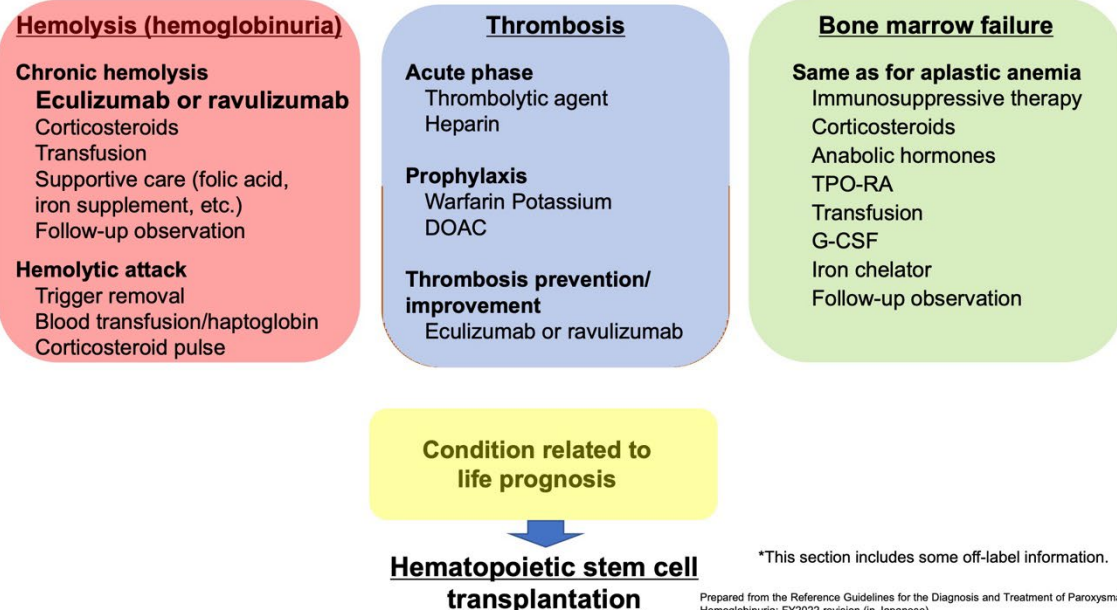 Hemolysis (hemoglobinuria)
Chronic hemolysis
Eculizumab or ravulizumab
Corticosteroids
Transfusion
Supportive care (folic acid,
iron supplement, etc.)
Follow-up observation
Hemolytic attack
Trigger removal
Blood transfusion/haptoglobin
Corticosteroid pulse
Thrombosis
Acute phase
Thrombolytic agent
Heparin
Prophylaxis
Warfarin Potassium
DOAC
Thrombosis prevention/
improvement
Eculizumab or ravulizumab
Bone marrow failure
Same as for aplastic anemia
Immunosuppressive therapy
Corticosteroids
Anabolic hormones
TPO-RA
Transfusion
G-CSF
Iron chelator
Follow-up observation
Condition related to
life prognosis
Hematopoietic stem cell
transplantation
*This section includes some off-label information.
Prepared from the Reference Guidelines for the Diagnosis and Treatment of